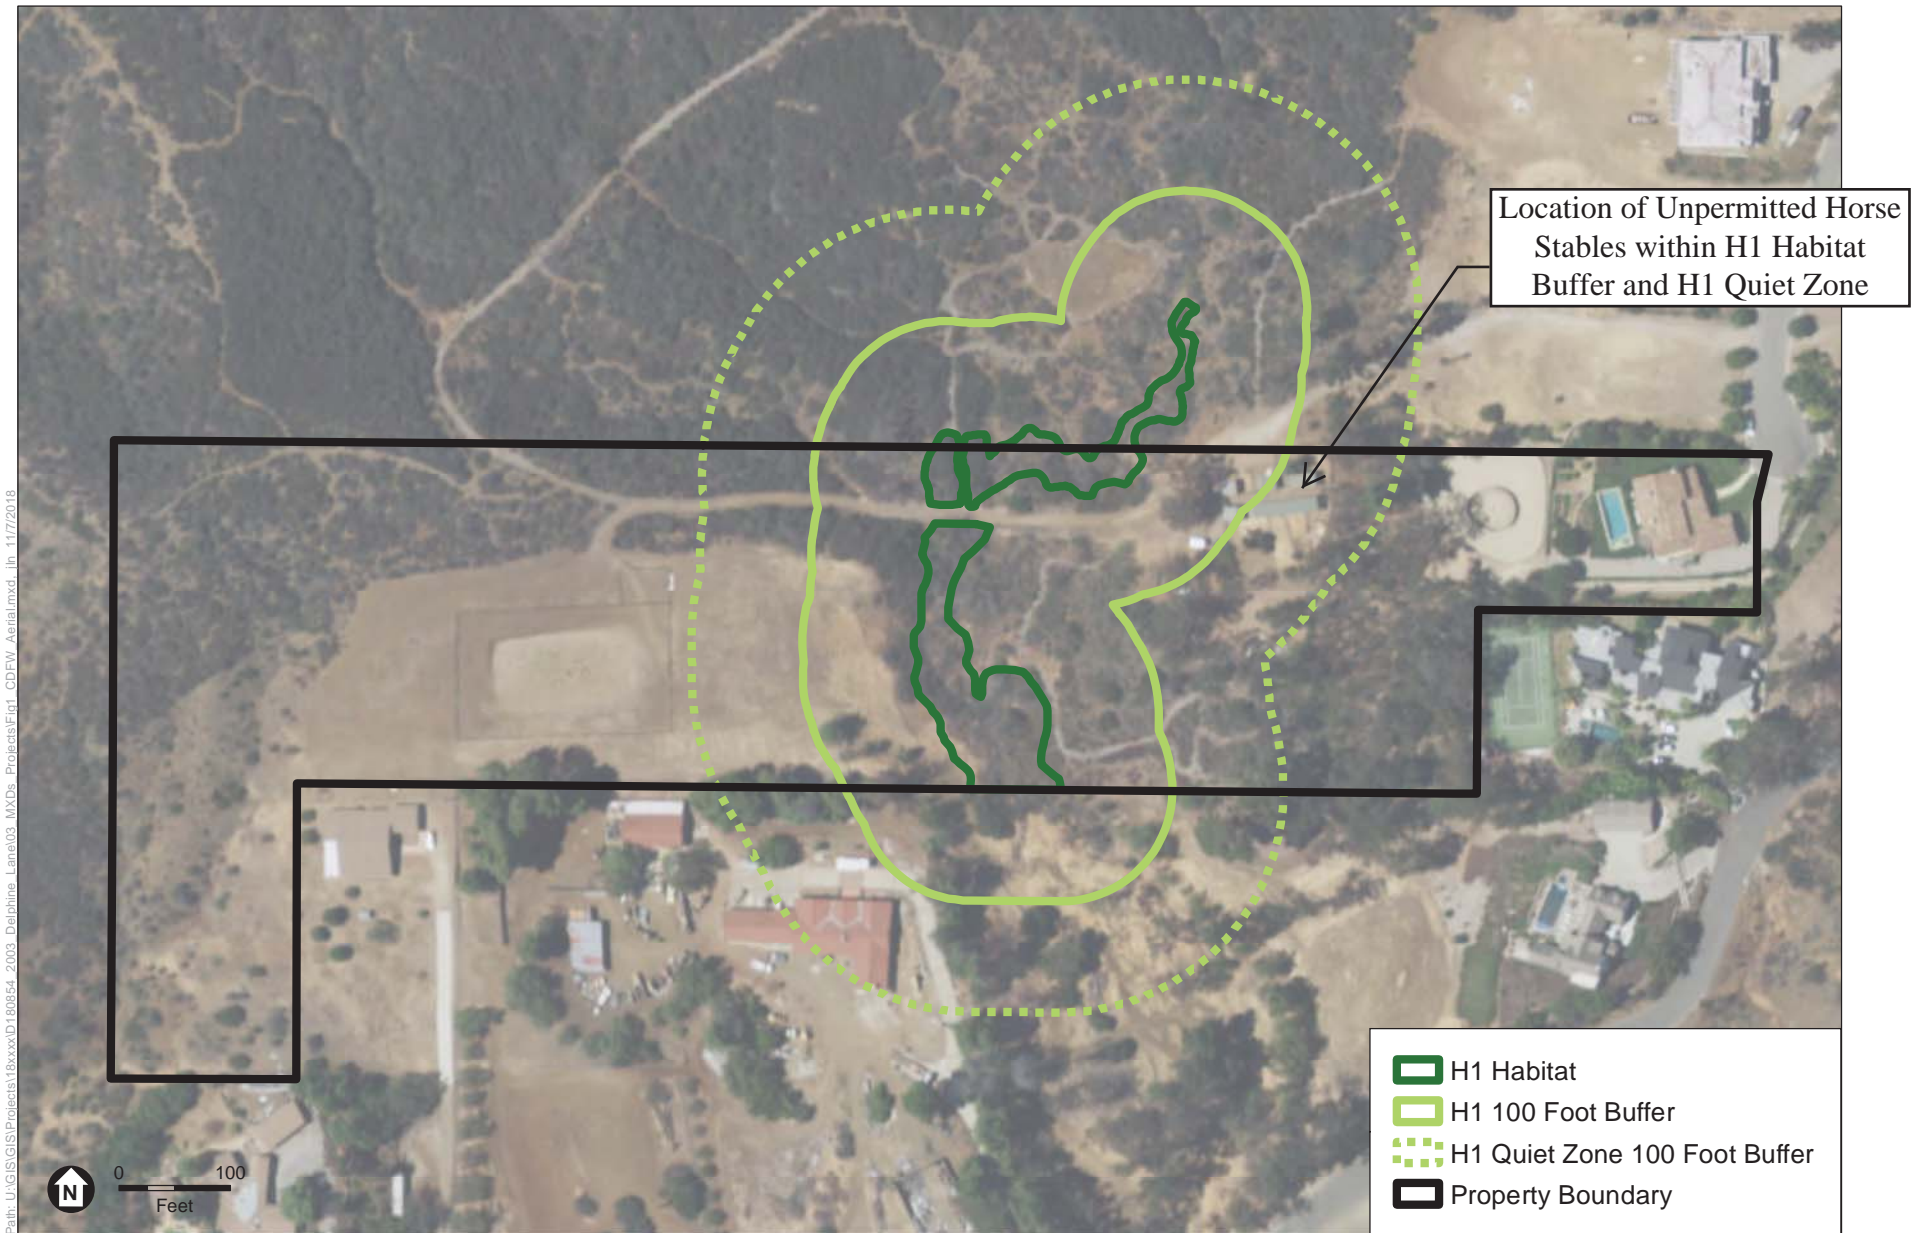 Location of Unpermitted Horse
Stables within H1 Habitat
Buffer and H1 Quiet Zone
H1 Habitat
H1 100 Foot Buffer
H1 Quiet Zone 100 Foot Buffer
Property Boundary
N
0 100
Feet
Path: U:\GIS\GIS\Projects\18xxxx\D180854_2003_Delphine_Lane\03_MXDs_Projects\Fig1_CDFW_Aerial.mxd, jln 11/7/2018